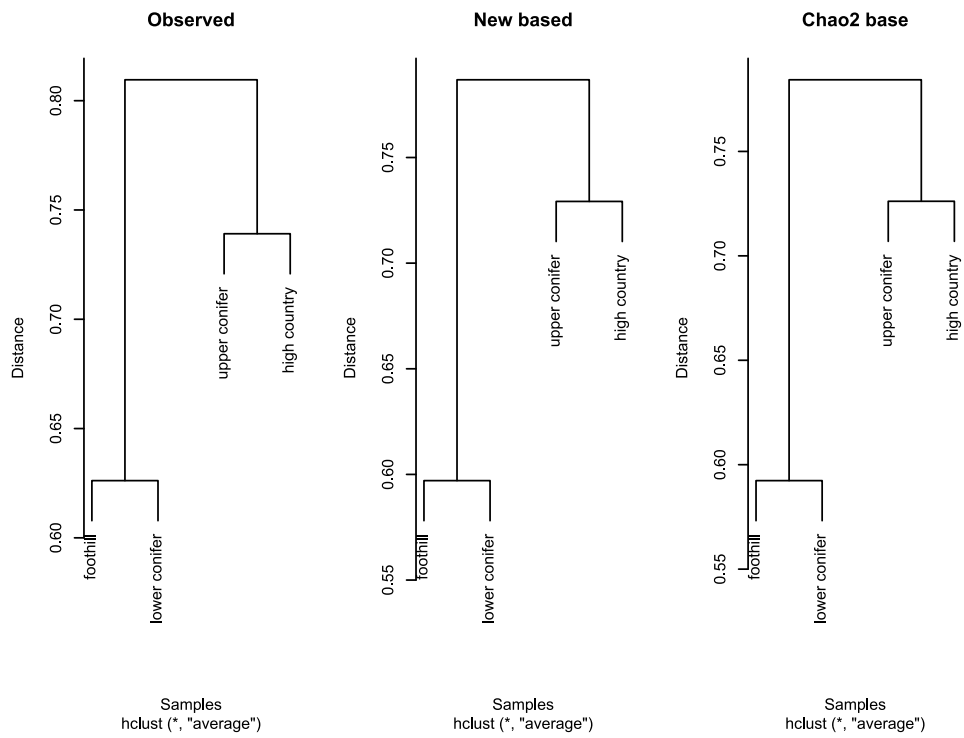 Observed
Distance
0.80
0.75
0.70
0.65
0.60
upper conifer
high country
foothill
lower conifer
Samples
hclust (*, "average")
New based
Distance
0.75
0.70
0.65
0.60
0.55
upper conifer
high country
foothill
lower conifer
Samples
hclust (*, "average")
Chao2 base
Distance
0.75
0.70
0.65
0.60
0.55
upper conifer
high country
foothill
lower conifer
Samples
hclust (*, "average")